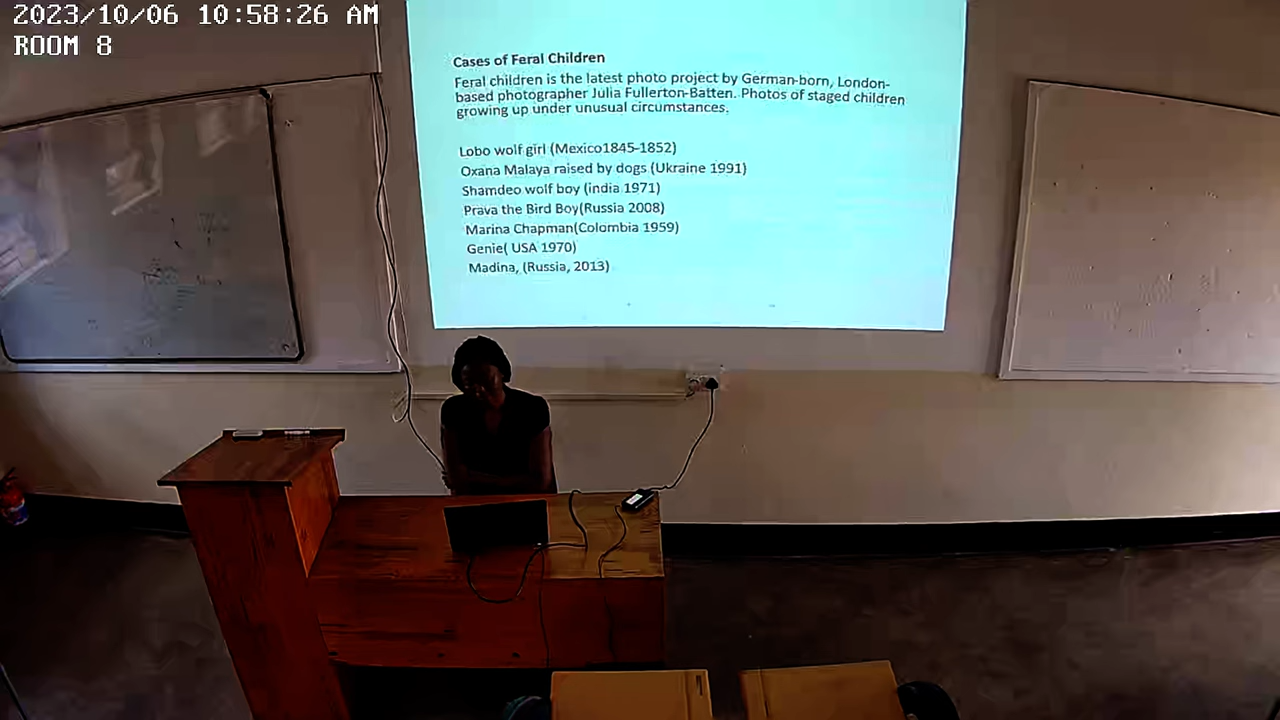 2023/10/06 10:58:26 AM
ROOM 8
Cases of Feral Children
Feral children is the latest photo project by German-born, London-
based photographer Julia Fullerton-Batten. Photos of staged children
growing up under unusual circumstances.
Lobo wolf girl (Mexico1845-1852)
Oxana Malaya raised by dogs (Ukraine 1991)
Shamdeo wolf boy (india 1971)
Prava the Bird Boy(Russia 2008)
Marina Chapman(Colombia 1959)
Genie( USA 1970)
Madina, (Russia, 2013)